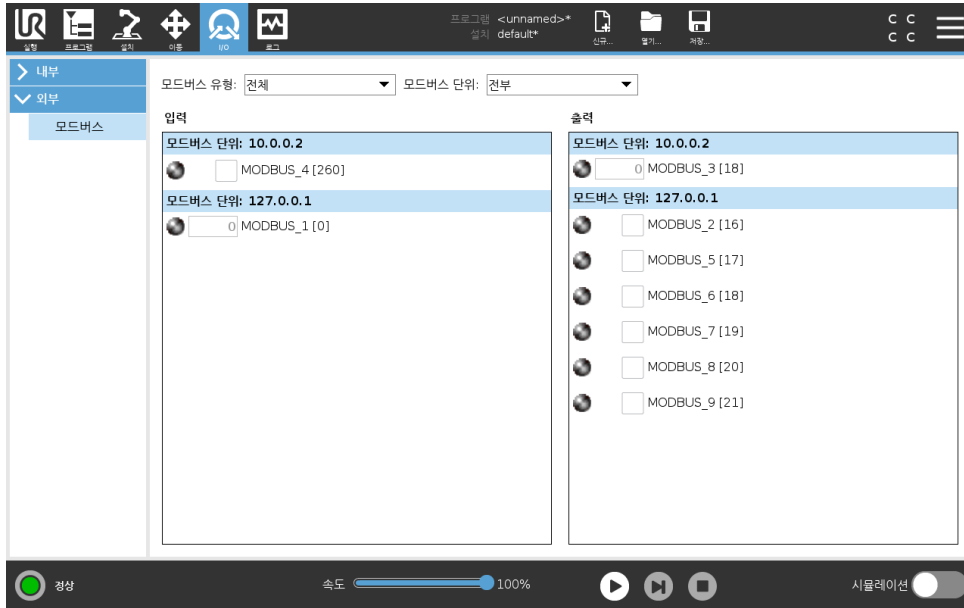 UR
프로그램 <unnamed>*
설치 default*
실행 프로그램 설치 이동 I/O 로그
신규... 열기... 저장...
C C
C C
내부
외부
모드버스
모드버스 유형: 전체 모드버스 단위: 전부
입력
모드버스 단위: 10.0.0.2
MODBUS_4 [260]
모드버스 단위: 127.0.0.1
0 MODBUS_1 [0]
출력
모드버스 단위: 10.0.0.2
0 MODBUS_3 [18]
모드버스 단위: 127.0.0.1
MODBUS_2 [16]
MODBUS_5 [17]
MODBUS_6 [18]
MODBUS_7 [19]
MODBUS_8 [20]
MODBUS_9 [21]
정상 속도 100% 시뮬레이션